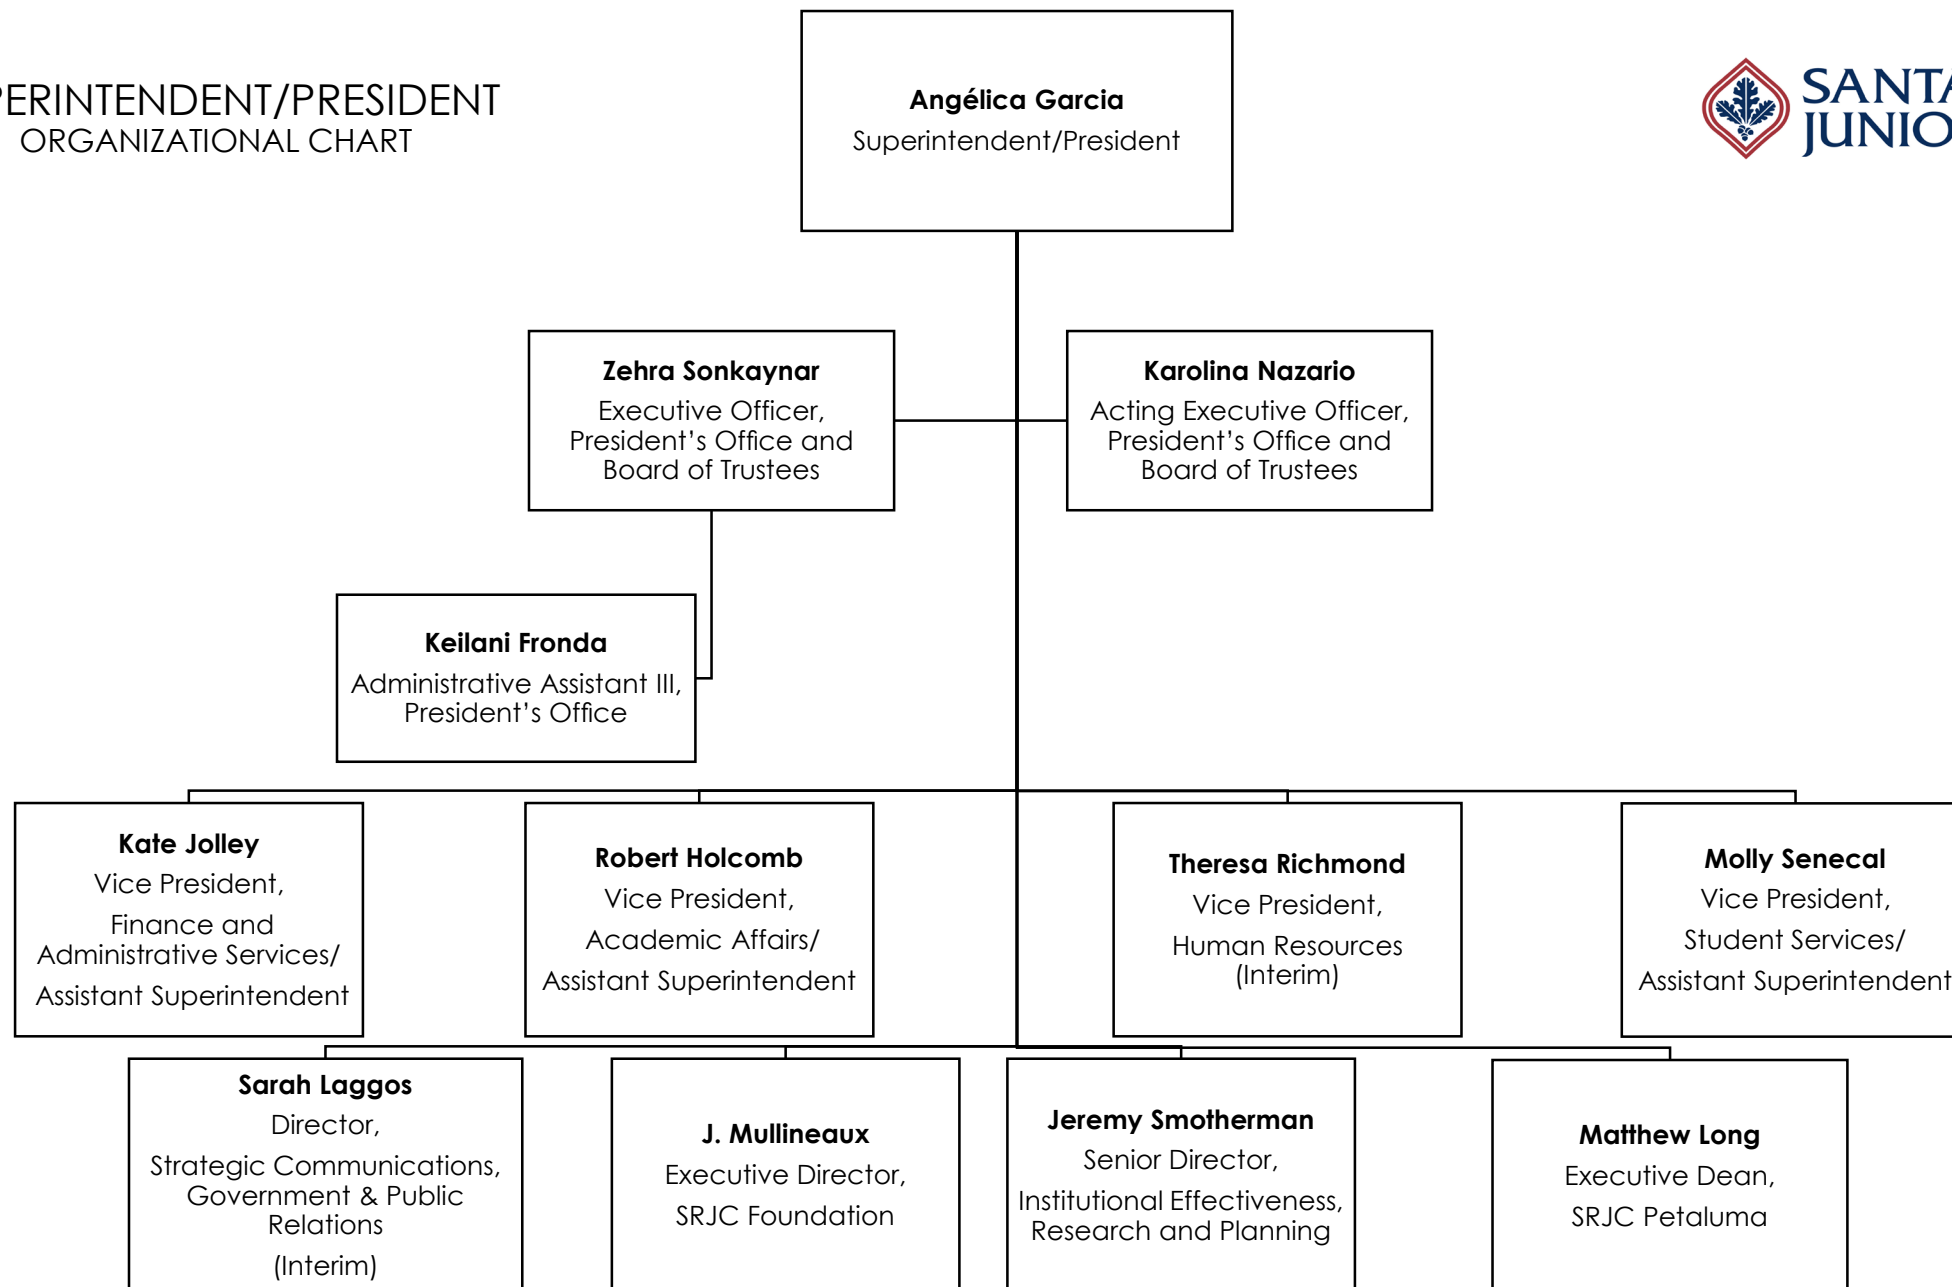 PERINTENDENT/PRESIDENT
ORGANIZATIONAL CHART
Angélica Garcia
Superintendent/President
SANTA
JUNIO
Zehra Sonkaynar
Executive Officer,
President’s Office and
Board of Trustees
Karolina Nazario
Acting Executive Officer,
President’s Office and
Board of Trustees
Keilani Fronda
Administrative Assistant III,
President’s Office
Kate Jolley
Vice President,
Finance and
Administrative Services/
Assistant Superintendent
Robert Holcomb
Vice President,
Academic Affairs/
Assistant Superintendent
Theresa Richmond
Vice President,
Human Resources
(Interim)
Molly Senecal
Vice President,
Student Services/
Assistant Superintendent
Sarah Laggos
Director,
Strategic Communications,
Government & Public
Relations
(Interim)
J. Mullineaux
Executive Director,
SRJC Foundation
Jeremy Smotherman
Senior Director,
Institutional Effectiveness,
Research and Planning
Matthew Long
Executive Dean,
SRJC Petaluma